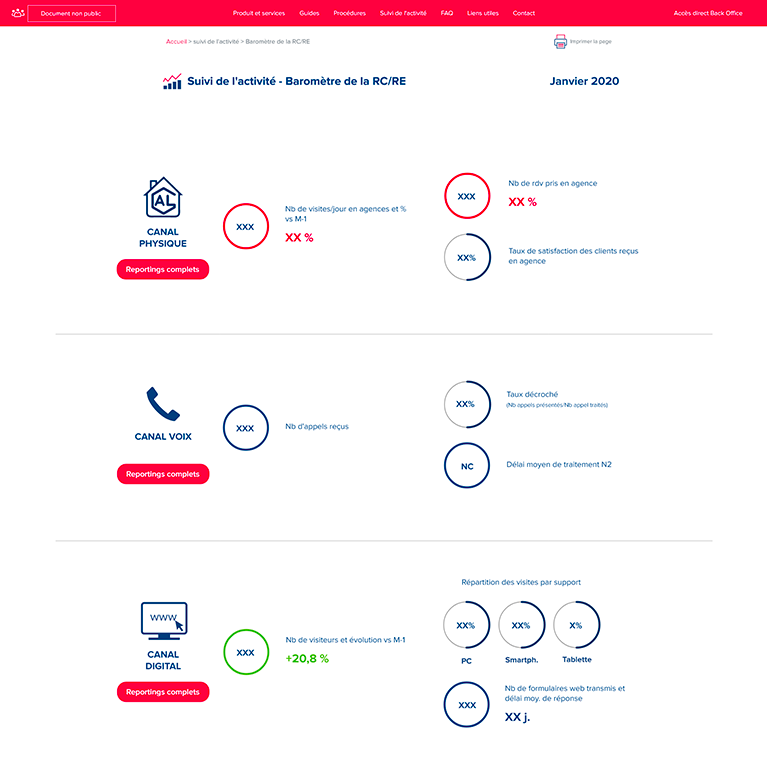 Document non public
Produit et services
Guides
Procédures
Suivi de l'activité
FAQ
Liens utiles
Contact
Accès direct Back Office
Accueil > suivi de l'activité > Baromètre de la RC/RE
Imprimer la page
Suivi de l'activité - Baromètre de la RC/RE
Janvier 2020
AL
CANAL
PHYSIQUE
Reportings complets
XXX
Nb de visites/jour en agences et %
vs M-1
XX %
XXX
Nb de rdv pris en agence
XX %
XX%
Taux de satisfaction des clients reçus
en agence
CANAL VOIX
Reportings complets
XXX
Nb d'appels reçus
XX%
Taux décroché
(Nb appels présentés/Nb appel traités)
NC
Délai moyen de traitement N2
WWW
CANAL
DIGITAL
Reportings complets
XXX
Nb de visiteurs et évolution vs M-1
+20,8 %
Répartition des visites par support
XX%
XX%
X%
PC
Smartph.
Tablette
XXX
Nb de formulaires web transmis et
délai moy. de réponse
XX j.